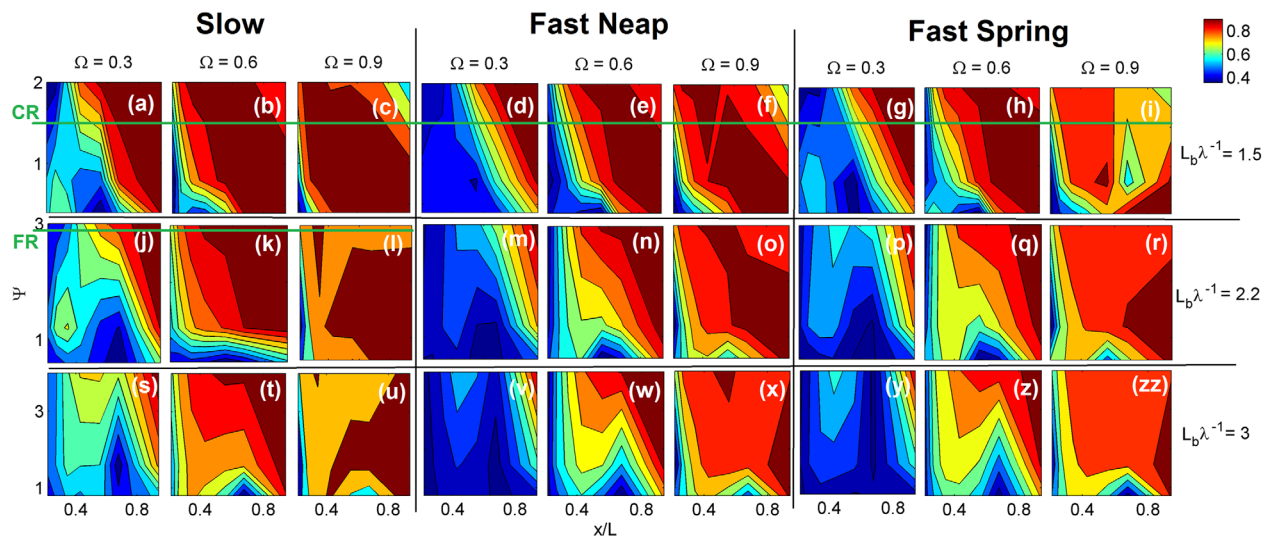 Slow Fast Neap Fast Spring
Ω = 0.3 Ω = 0.6 Ω = 0.9 Ω = 0.3 Ω = 0.6 Ω = 0.9 Ω = 0.3 Ω = 0.6 Ω = 0.9
0.8
0.6
0.4
2
CR
1
(a) (b) (c) (d) (e) (f) (g) (h) (i)
L_b λ⁻¹ = 1.5
3
FR
Ψ
1
(j) (k) (l) (m) (n) (o) (p) (q) (r)
L_b λ⁻¹ = 2.2
3
1
(s) (t) (u) (v) (w) (x) (y) (z) (zz)
L_b λ⁻¹ = 3
0.4 0.8 0.4 0.8 0.4 0.8 0.4 0.8 0.4 0.8 0.4 0.8 0.4 0.8 0.4 0.8 0.4 0.8
x/L